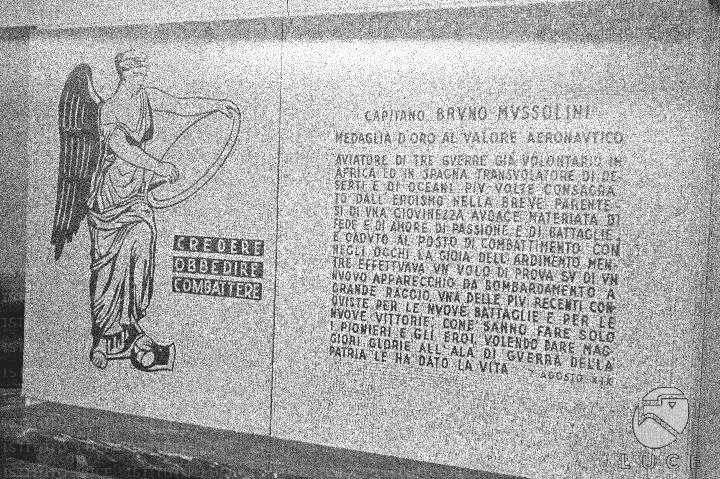 CREDERE
OBBEDIRE
COMBATTERE
CAPITANO BRVNO MVSSOLINI
MEDAGLIA D'ORO AL VALORE AERONAVTICO
AVIATORE DI TRE GVERRE GIÀ VOLONTARIO IN
AFRICA ED IN SPAGNA TRANSVOLATORE DI DE-
SERTI E DI OCEANI PIV VOLTE CONSACRA-
TO DALL'EROISMO NELLA BREVE PARENTE-
SI DI VNA GIOVINEZZA AVDACE MATERIATA DI
FEDE E DI AMORE DI PASSIONE E DI BATTAGLIE,
È CADVTO AL POSTO DI COMBATTIMENTO CON
NEGLI OCCHI LA GIOIA DELL'ARDIMENTO MEN-
TRE EFFETTVAVA VN VOLO DI PROVA SV DI VN
NVOVO APPARECCHIO DA BOMBARDAMENTO A
GRANDE RAGGIO, VNA DELLE PIV RECENTI CON-
QVISTE PER LE NVOVE BATTAGLIE E PER LE
NVOVE VITTORIE; COME SANNO FARE SOLO
I PIONIERI E GLI EROI, VOLENDO DARE MAG-
GIORI GLORIE ALL'ALA DI GVERRA DELLA
PATRIA LE HA DATO LA VITA
7 AGOSTO XIX
LUCE